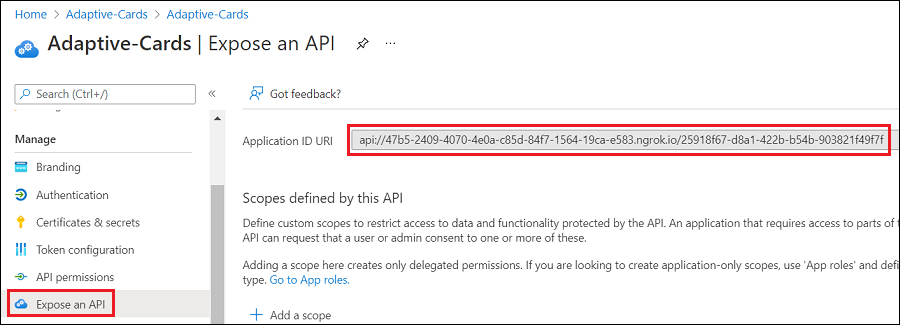 Home > Adaptive-Cards > Adaptive-Cards
Adaptive-Cards | Expose an API ...
Search (Ctrl+/)
«
Got feedback?
Manage
Application ID URI
api://47b5-2409-4070-4e0a-c85d-84f7-1564-19ca-e583.ngrok.io/25918f67-d8a1-422b-b54b-903821f49f7f
Branding
Authentication
Certificates & secrets
Token configuration
API permissions
Expose an API
Scopes defined by this API
Define custom scopes to restrict access to data and functionality protected by the API. An application that requires access to parts of
API can request that a user or admin consent to one or more of these.
Adding a scope here creates only delegated permissions. If you are looking to create application-only scopes, use 'App roles' and defi
type. Go to App roles.
+ Add a scope